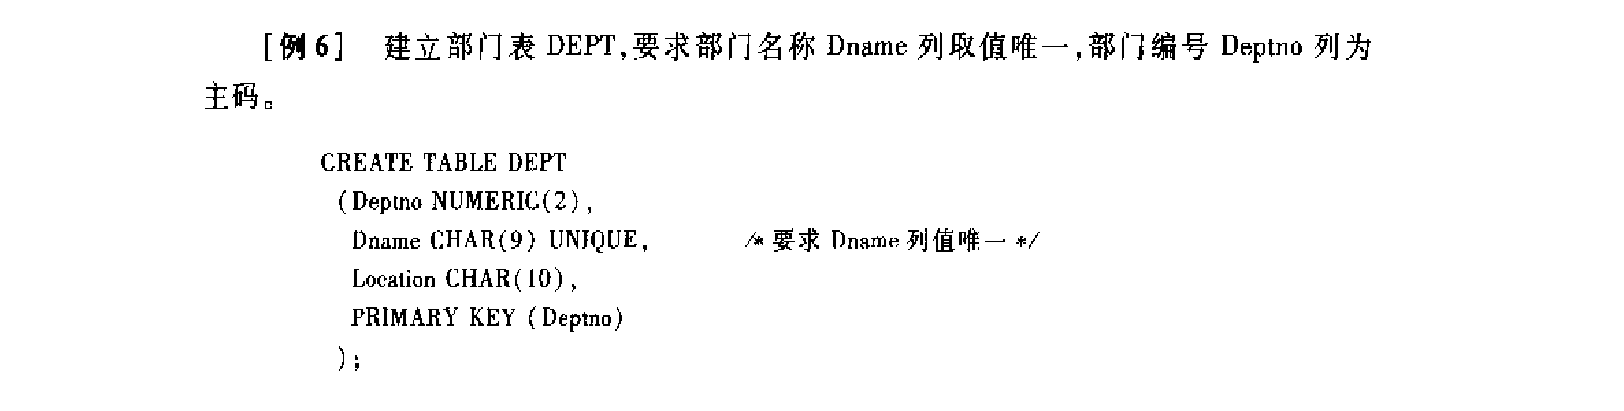 [例6] 建立部门表 DEPT,要求部门名称 Dname 列取值唯一,部门编号 Deptno 列为
主码。
CREATE TABLE DEPT
(Deptno NUMERIC(2),
Dname CHAR(9) UNIQUE, /* 要求 Dname 列值唯一 */
Location CHAR(10),
PRIMARY KEY (Deptno)
);